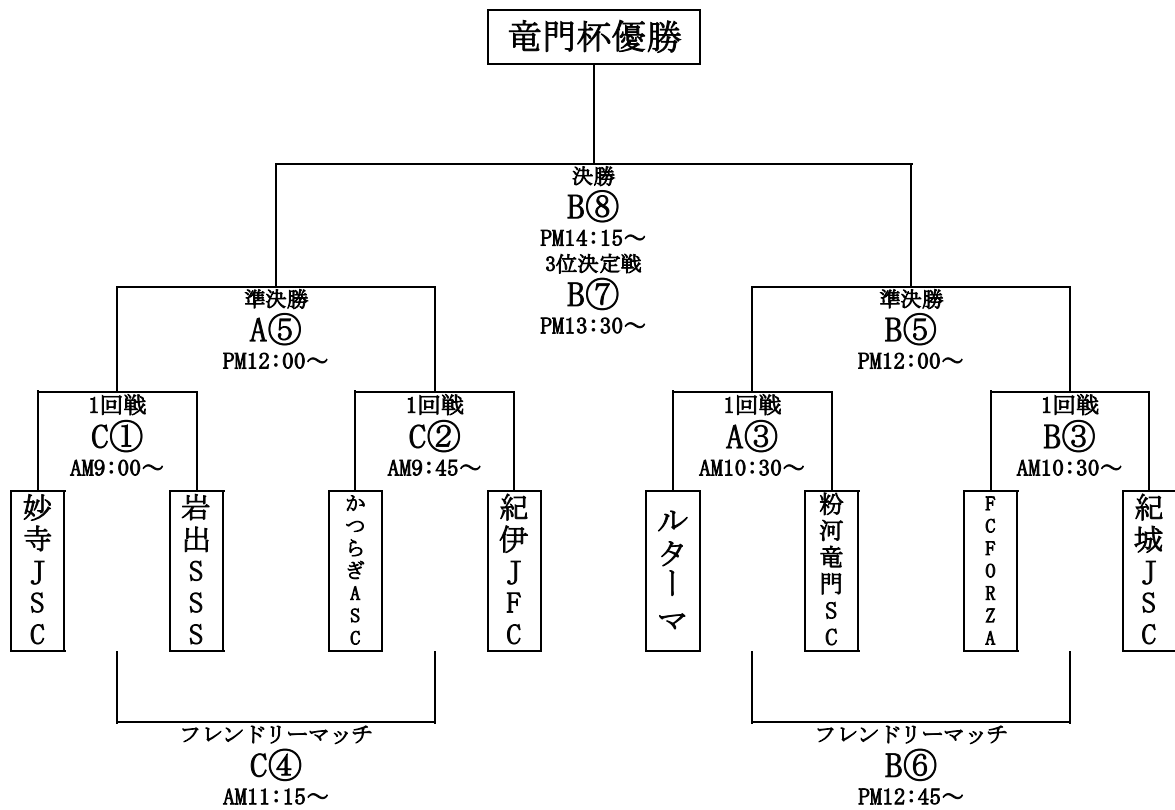 竜門杯優勝
決勝
B⑧
PM14:15～
3位決定戦
B⑦
PM13:30～
準決勝
A⑤
PM12:00～
準決勝
B⑤
PM12:00～
1回戦
C①
AM9:00～
1回戦
C②
AM9:45～
1回戦
A③
AM10:30～
1回戦
B③
AM10:30～
妙寺JSC
岩出SSS
かつらぎASC
紀伊JFC
ルターマ
粉河竜門SC
FCFORZA
紀城JSC
フレンドリーマッチ
C④
AM11:15～
フレンドリーマッチ
B⑥
PM12:45～